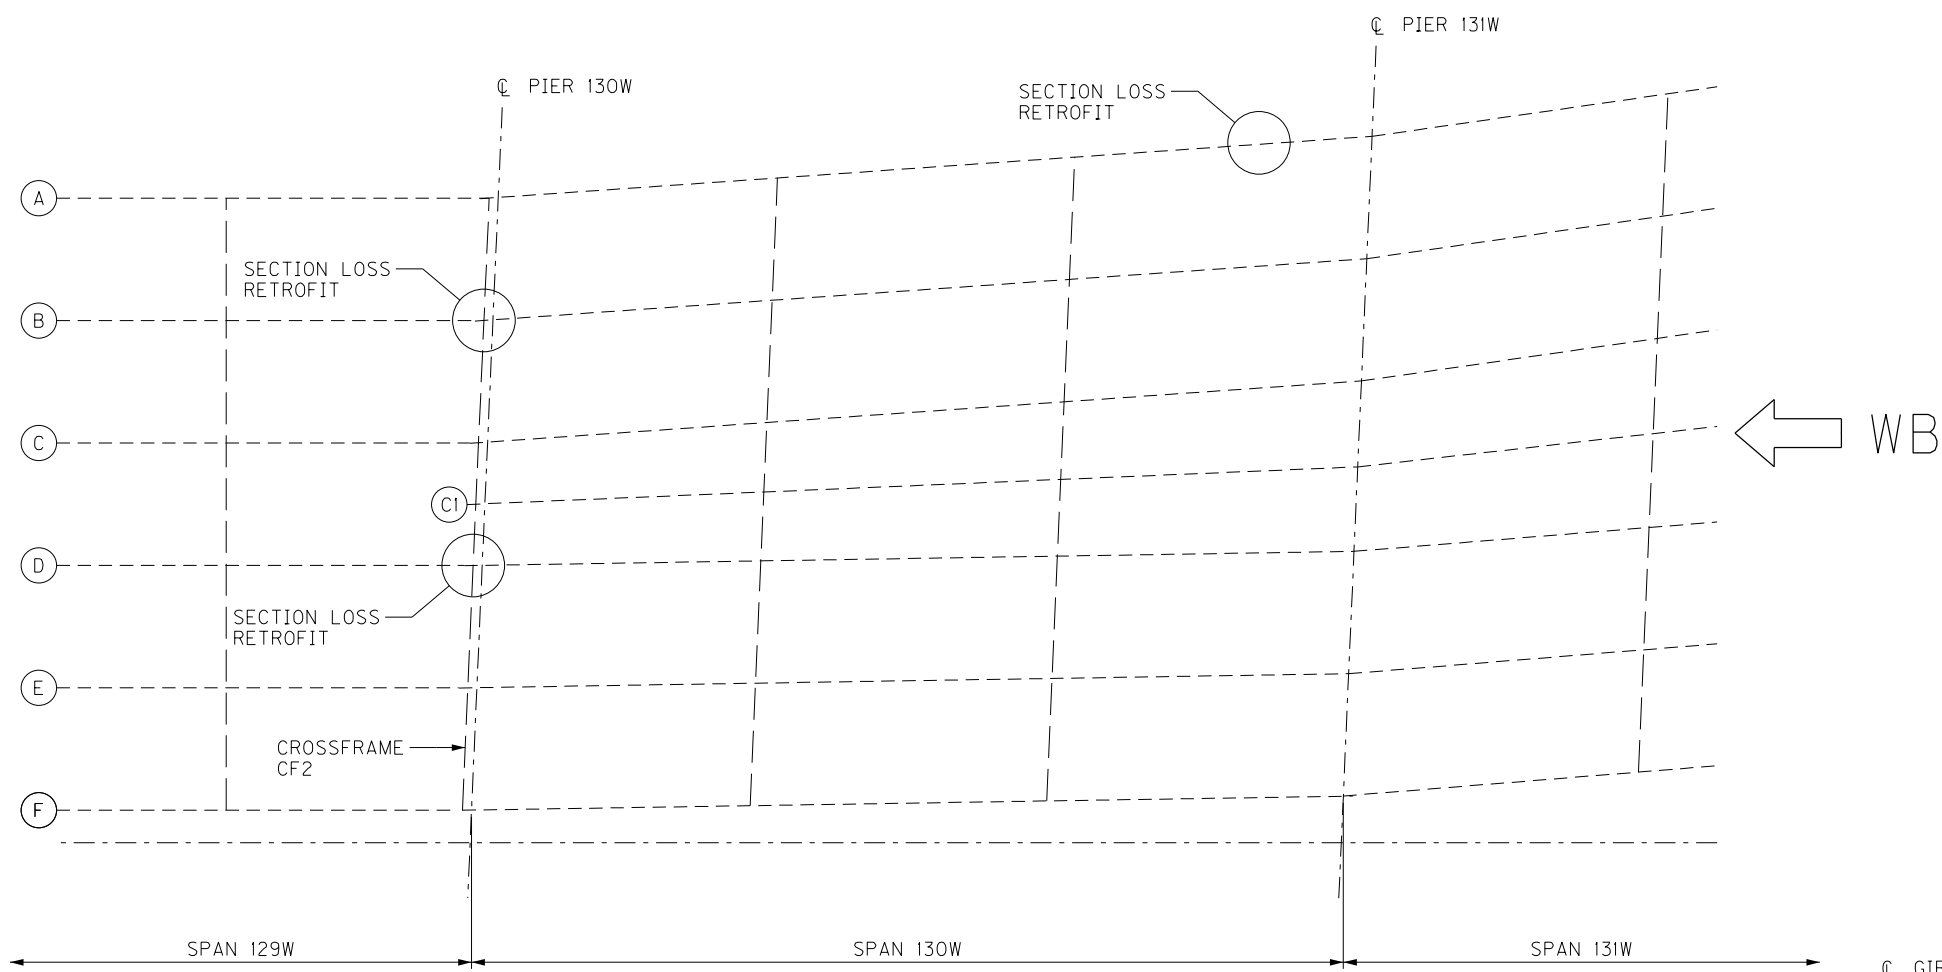 ℄ PIER 131W
℄ PIER 130W
SECTION LOSS
RETROFIT
A
SECTION LOSS
RETROFIT
B
C
WB
C1
D
SECTION LOSS
RETROFIT
E
CROSSFRAME
CF2
F
SPAN 129W
SPAN 130W
SPAN 131W